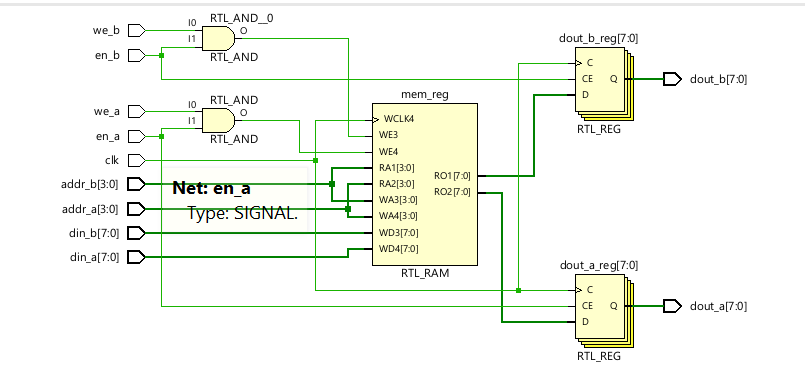 RTL_AND__0
we_b
I0
O
I1
en_b
RTL_AND
dout_b_reg[7:0]
C
CE
Q
D
dout_b[7:0]
RTL_REG
RTL_AND
we_a
I0
O
I1
en_a
RTL_AND
clk
addr_b[3:0]
addr_a[3:0]
din_b[7:0]
din_a[7:0]
Net: en_a
Type: SIGNAL.
mem_reg
WCLK4
WE3
WE4
RA1[3:0]
RA2[3:0]
WA3[3:0]
WA4[3:0]
WD3[7:0]
WD4[7:0]
RO1[7:0]
RO2[7:0]
RTL_RAM
dout_a_reg[7:0]
C
CE
Q
D
dout_a[7:0]
RTL_REG